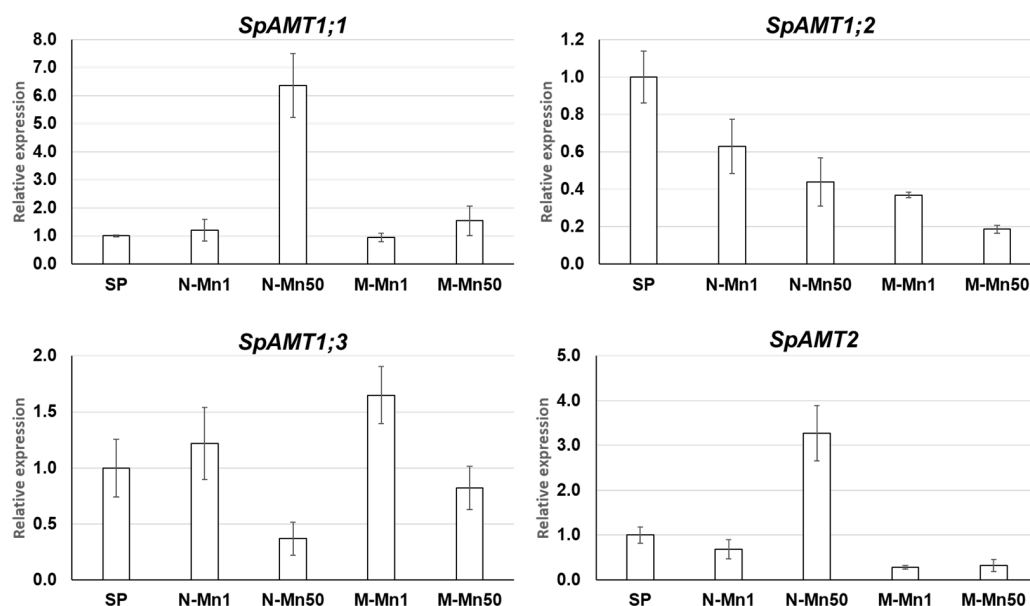 SpAMT1;1
Relative expression
8.0
7.0
6.0
5.0
4.0
3.0
2.0
1.0
0.0
SP N-Mn1 N-Mn50 M-Mn1 M-Mn50
SpAMT1;2
Relative expression
1.2
1.0
0.8
0.6
0.4
0.2
0.0
SP N-Mn1 N-Mn50 M-Mn1 M-Mn50
SpAMT1;3
Relative expression
2.0
1.5
1.0
0.5
0.0
SP N-Mn1 N-Mn50 M-Mn1 M-Mn50
SpAMT2
Relative expression
5.0
4.0
3.0
2.0
1.0
0.0
SP N-Mn1 N-Mn50 M-Mn1 M-Mn50